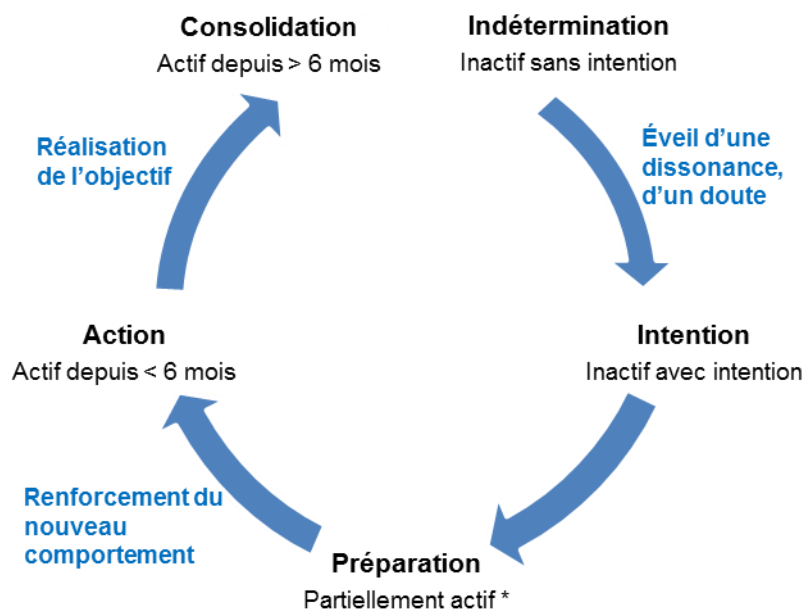 Consolidation
Actif depuis > 6 mois
Indétermination
Inactif sans intention
Réalisation
de l'objectif
Éveil d'une
dissonance,
d'un doute
Action
Actif depuis < 6 mois
Intention
Inactif avec intention
Renforcement du
nouveau
comportement
Préparation
Partiellement actif *